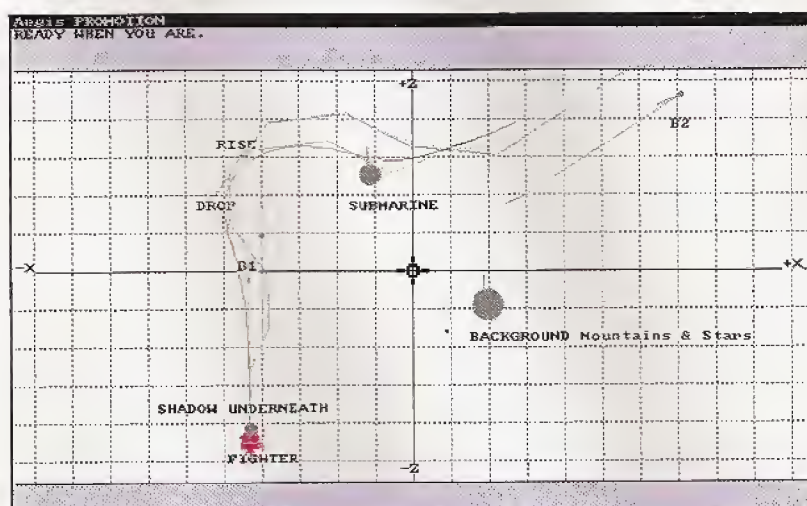 Aegis PROMOTION
READY WHEN YOU ARE.
+Z
B2
RISE
DROP
SUBMARINE
-X
B1
+X
BACKGROUND Mountains & Stars
SHADOW UNDERNEATH
FIGHTER
-Z